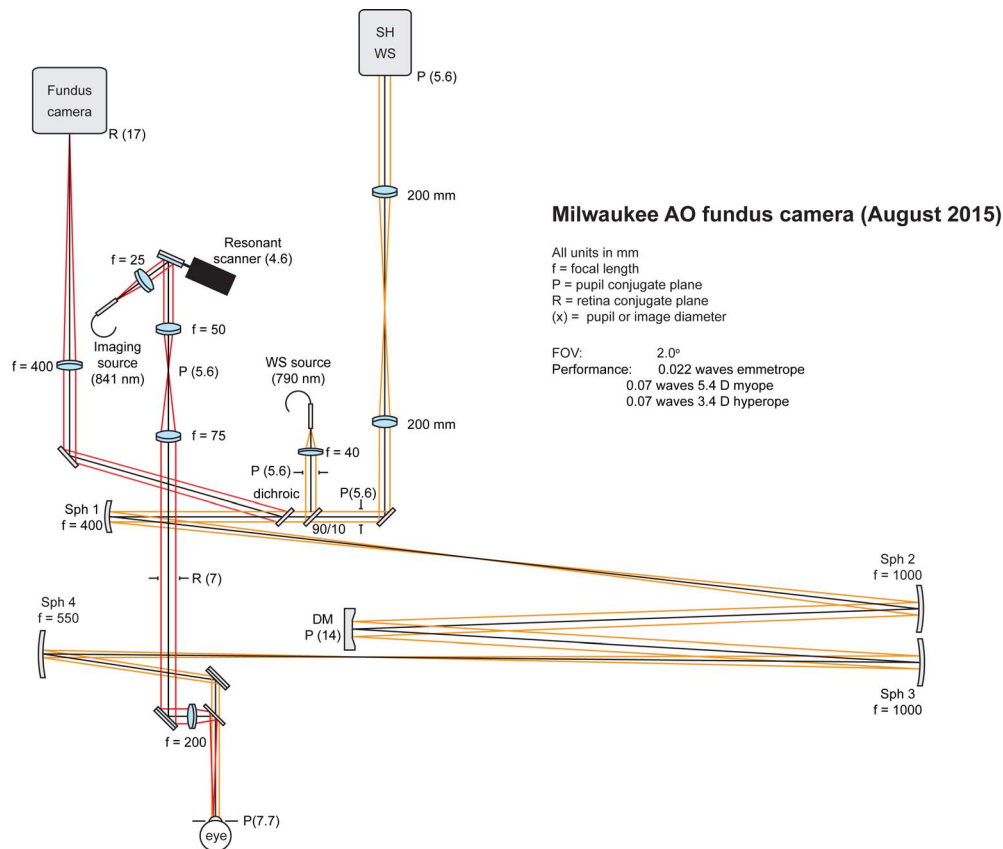 SH
WS
P (5.6)
Fundus
camera
R (17)
200 mm
Milwaukee AO fundus camera (August 2015)
All units in mm
f = focal length
P = pupil conjugate plane
R = retina conjugate plane
(x) = pupil or image diameter
FOV: 2.0º
Performance: 0.022 waves emmetrope
0.07 waves 5.4 D myope
0.07 waves 3.4 D hyperope
Resonant
scanner (4.6)
f = 25
f = 50
Imaging
source
(841 nm)
f = 400
P (5.6)
WS source
(790 nm)
200 mm
f = 75
f = 40
P (5.6)
dichroic
P(5.6)
90/10
Sph 1
f = 400
R (7)
Sph 2
f = 1000
Sph 4
f = 550
DM
P (14)
Sph 3
f = 1000
f = 200
P(7.7)
eye